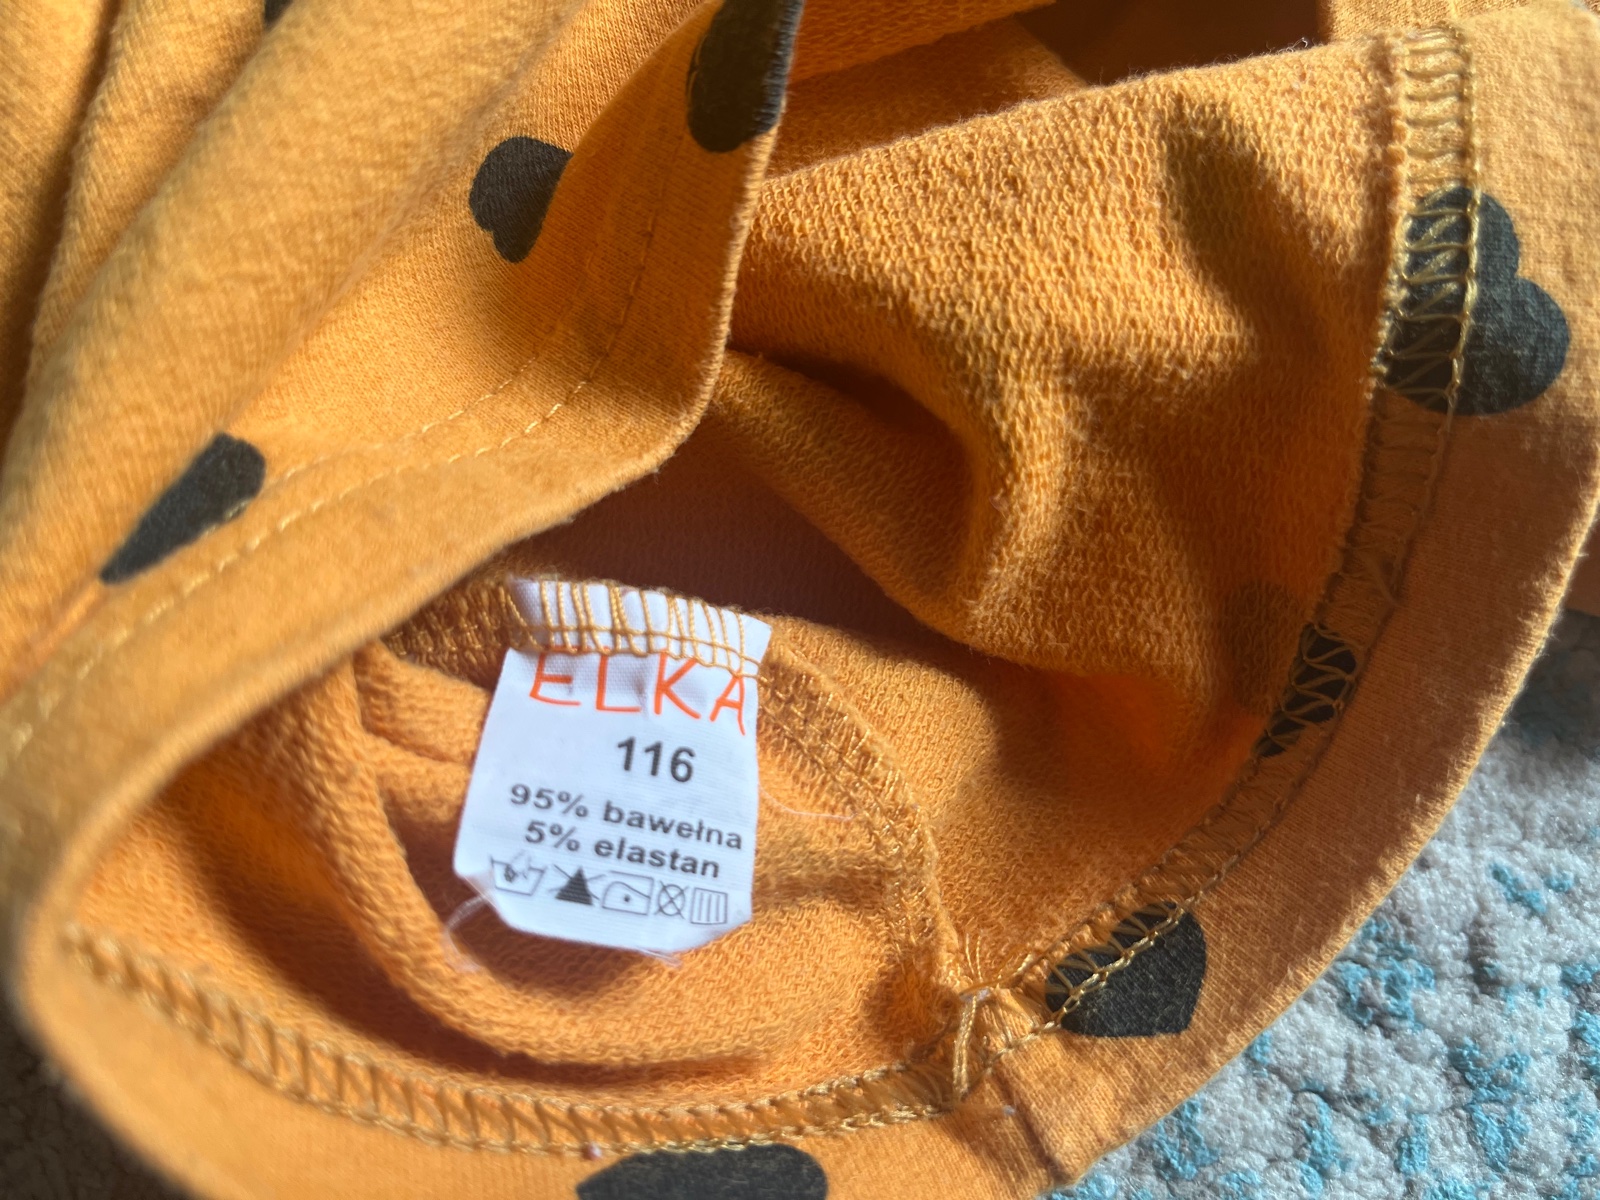 ELKA
116
95% bawełna
5% elastan